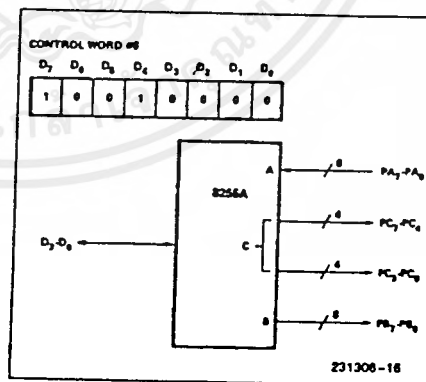 CONTROL WORD #8
D7 D6 D5 D4 D3 D2 D1 D0
1 0 0 1 0 0 0 0
8255A
A
8
PA7-PA0
4
PC7-PC4
D7-D0
C
4
PC3-PC0
B
8
PB7-PB0
231308-16